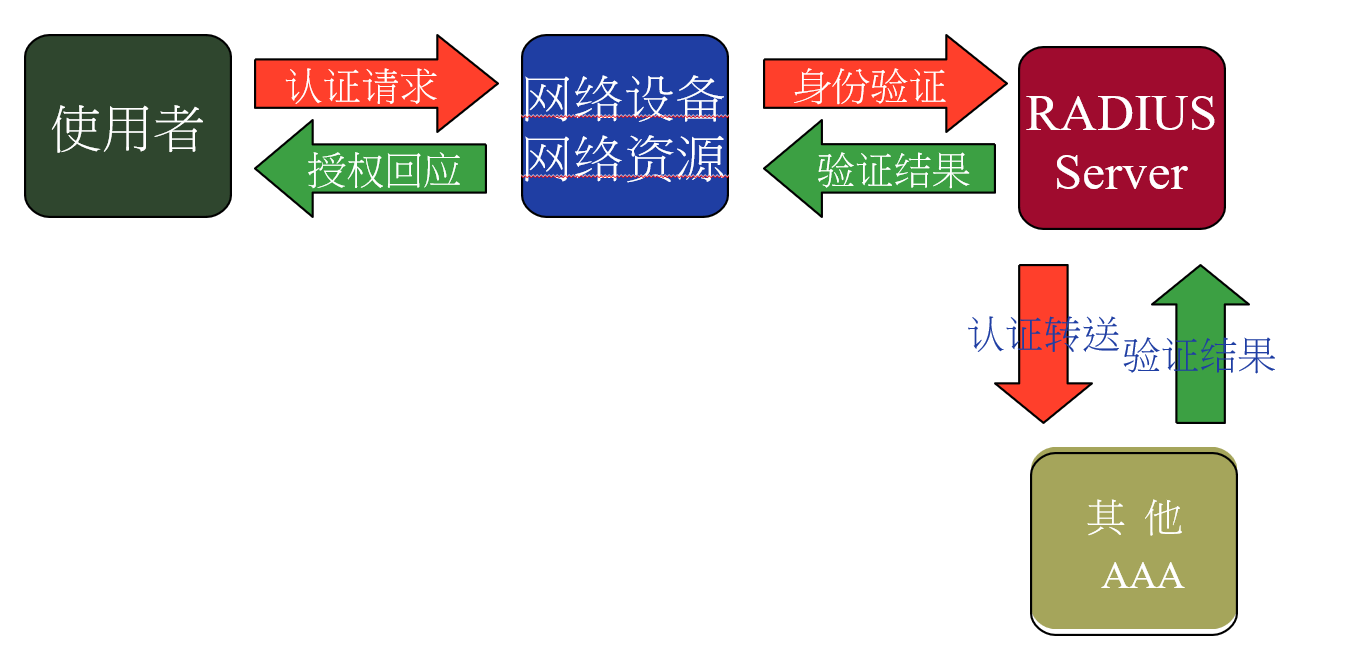 使用者
认证请求
授权回应
网络设备
网络资源
身份验证
验证结果
RADIUS
Server
认证转送
验证结果
其 他
AAA